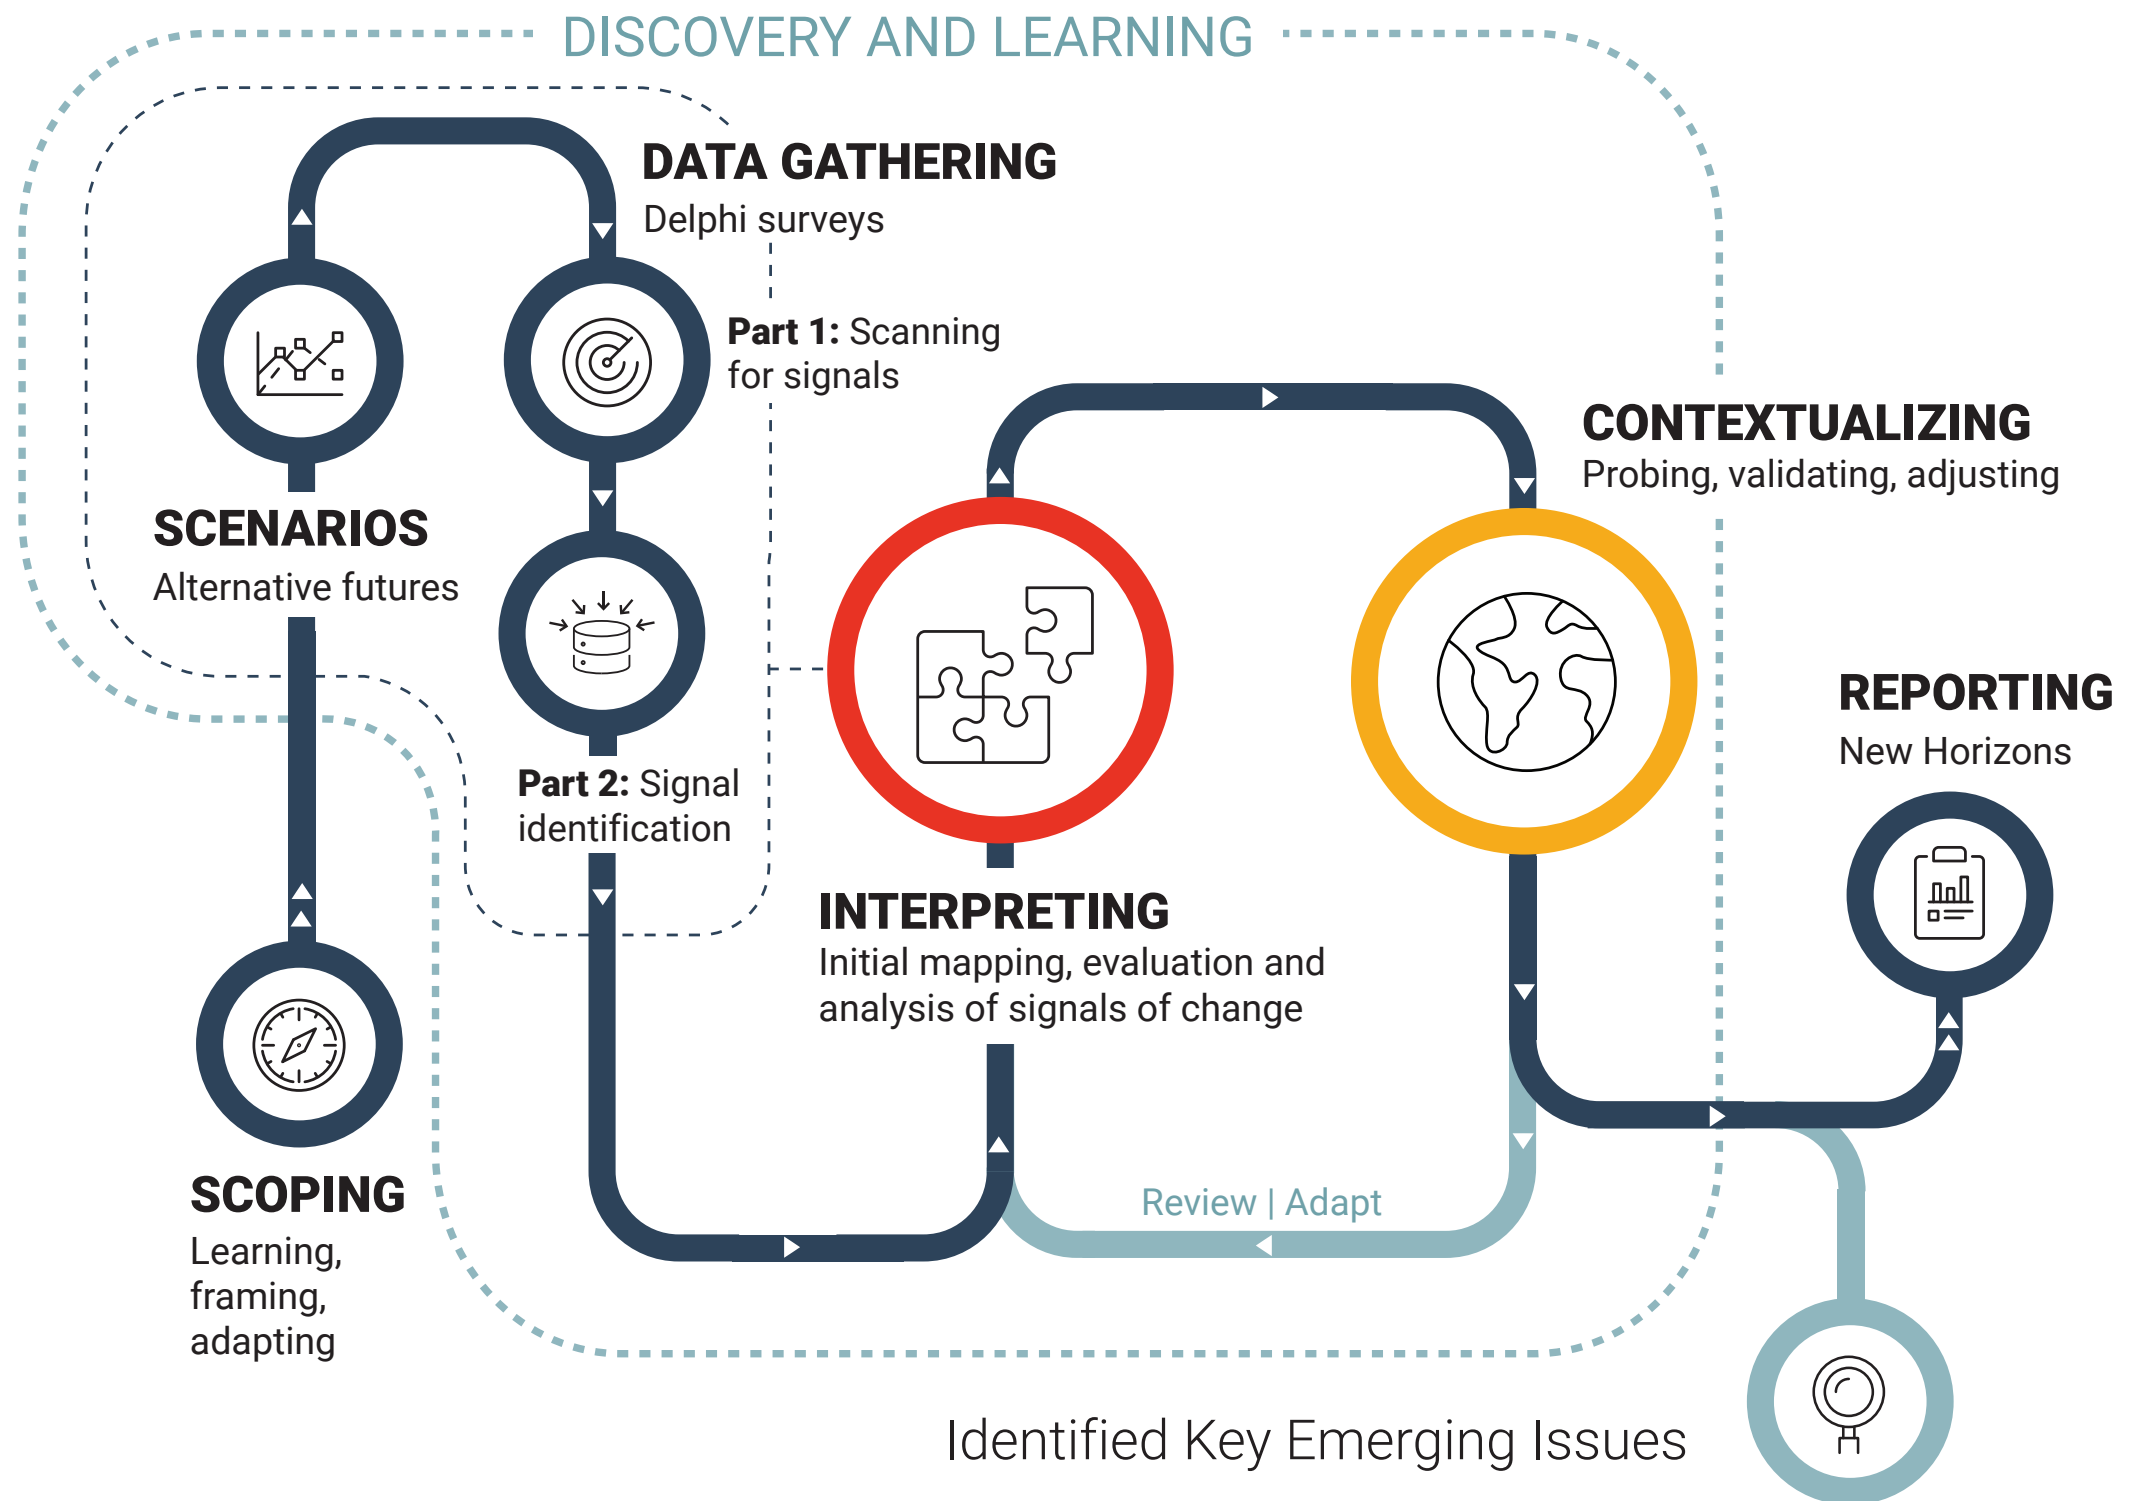 DISCOVERY AND LEARNING
DATA GATHERING
Delphi surveys
Part 1: Scanning
for signals
SCENARIOS
Alternative futures
Part 2: Signal
identification
CONTEXTUALIZING
Probing, validating, adjusting
REPORTING
New Horizons
INTERPRETING
Initial mapping, evaluation and
analysis of signals of change
SCOPING
Learning,
framing,
adapting
Review | Adapt
Identified Key Emerging Issues